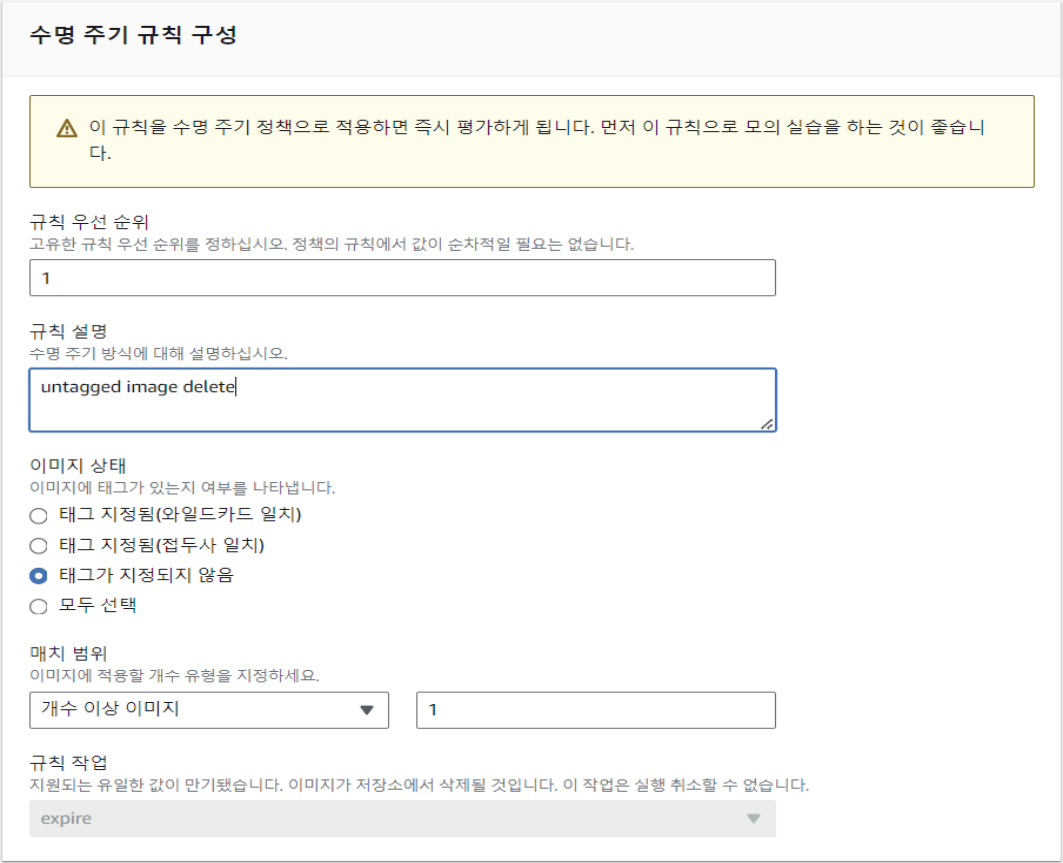 수명 주기 규칙 구성
이 규칙을 수명 주기 정책으로 적용하면 즉시 평가하게 됩니다. 먼저 이 규칙으로 모의 실습을 하는 것이 좋습니
다.
규칙 우선 순위
고유한 규칙 우선 순위를 정하십시오. 정책의 규칙에서 값이 순차적일 필요는 없습니다.
1
규칙 설명
수명 주기 방식에 대해 설명하십시오.
untagged image delete
이미지 상태
이미지에 태그가 있는지 여부를 나타냅니다.
태그 지정됨(와일드카드 일치)
태그 지정됨(접두사 일치)
태그가 지정되지 않음
모두 선택
매치 범위
이미지에 적용할 개수 유형을 지정하세요.
개수 이상 이미지 1
규칙 작업
지원되는 유일한 값이 만기됐습니다. 이미지가 저장소에서 삭제될 것입니다. 이 작업은 실행 취소할 수 없습니다.
expire